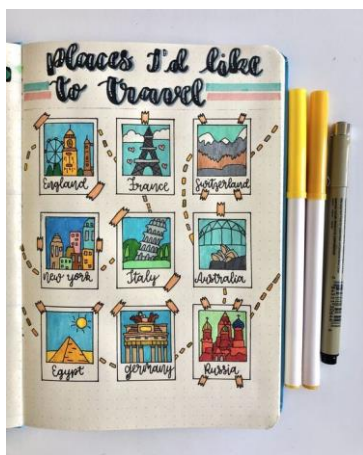 Places I'd like
to travel
England
France
Switzerland
New york
Italy
Australia
Egypt
germany
Russia